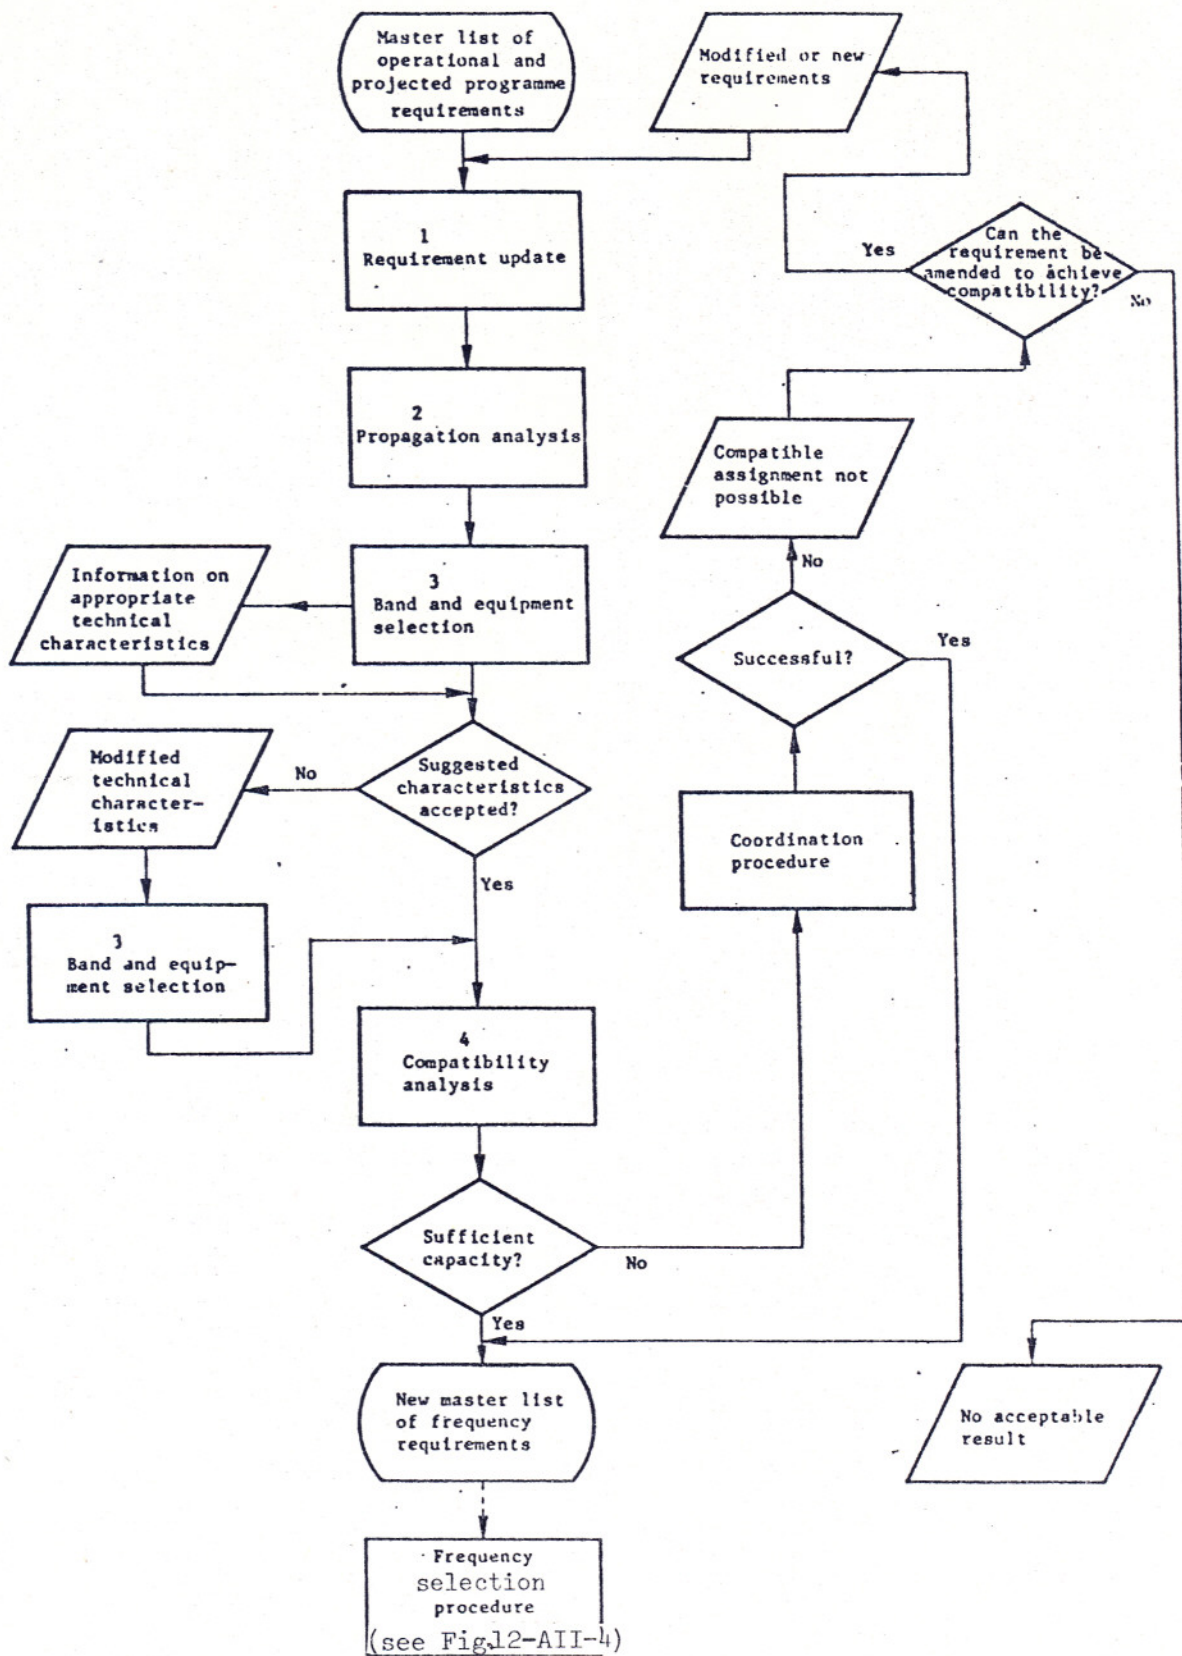 Master list of
operational and
projected programme
requirements
Modified or new
requirements
1
Requirement update
Can the
requirement be
amended to achieve
compatibility?
Yes
No
2
Propagation analysis
Compatible
assignment not
possible
No
Information on
appropriate
technical
characteristics
3
Band and equipment
selection
Successful?
Yes
Modified
technical
character-
istics
No
Suggested
characteristics
accepted?
Yes
Coordination
procedure
3
Band and equip-
ment selection
4
Compatibility
analysis
Sufficient
capacity?
No
Yes
New master list
of frequency
requirements
No acceptable
result
Frequency
selection
procedure
(see Fig.12-AII-4)